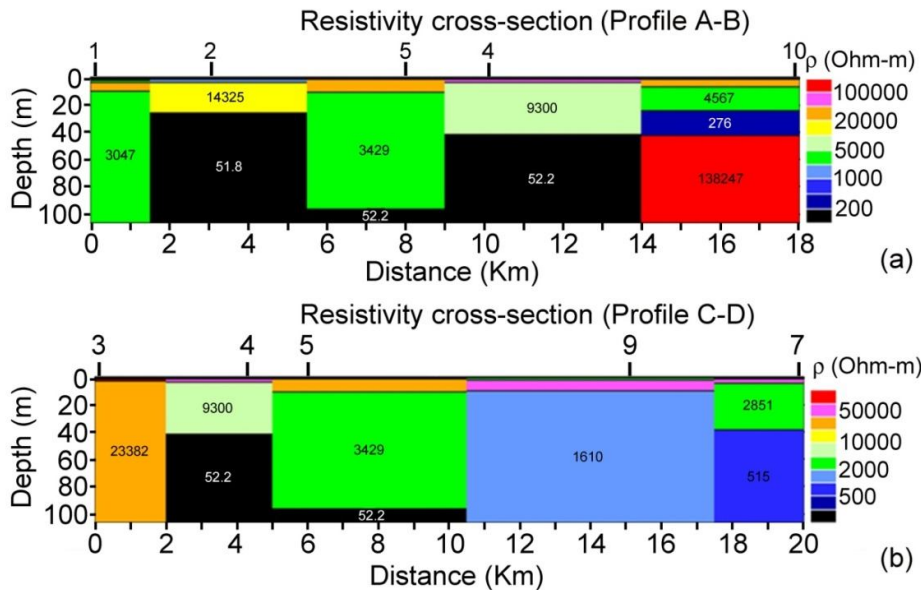 Resistivity cross-section (Profile A-B)
1 2 5 4 10
ρ (Ohm-m)
Depth (m)
0
20
40
60
80
100
14325
4567
9300
276
3047
3429
51.8
52.2
138247
52.2
100000
20000
5000
1000
200
0 2 4 6 8 10 12 14 16 18
Distance (Km)
(a)
Resistivity cross-section (Profile C-D)
3 4 5 9 7
ρ (Ohm-m)
Depth (m)
0
20
40
60
80
100
9300
2851
23382
3429
1610
52.2
515
52.2
50000
10000
2000
500
0 2 4 6 8 10 12 14 16 18 20
Distance (Km)
(b)